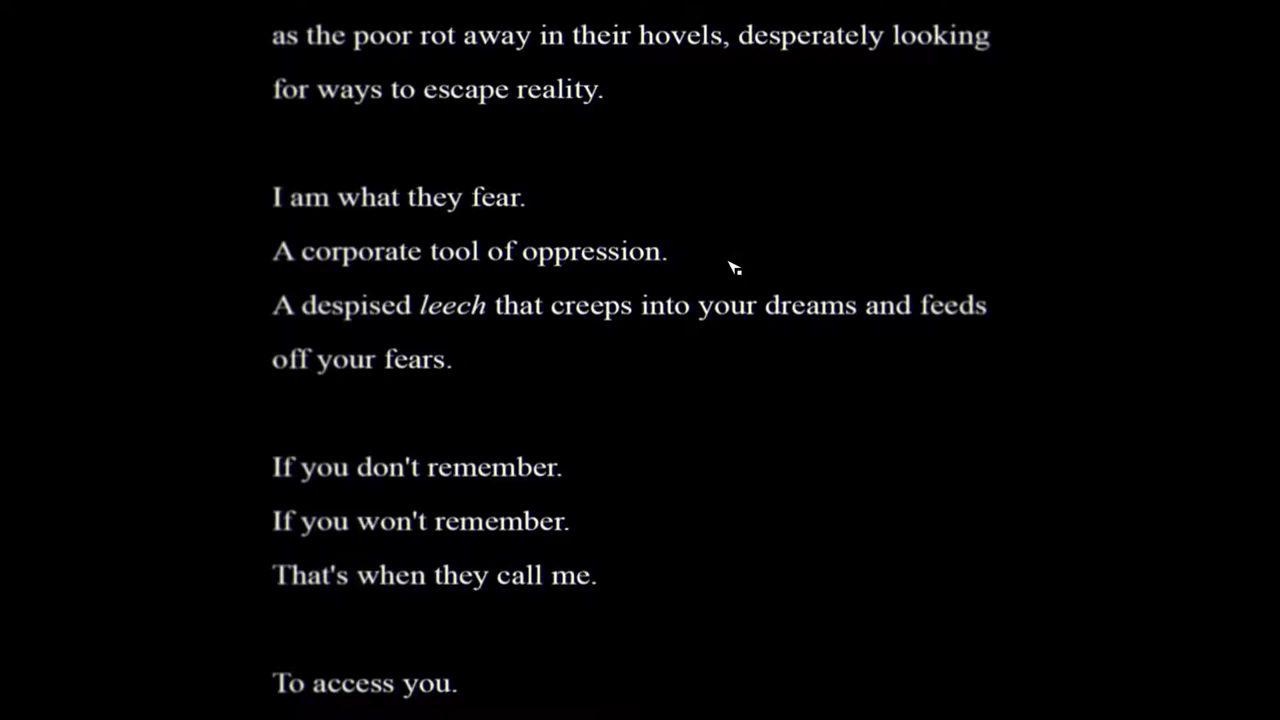 as the poor rot away in their hovels, desperately looking
for ways to escape reality.
I am what they fear.
A corporate tool of oppression.
A despised leech that creeps into your dreams and feeds
off your fears.
If you don't remember.
If you won't remember.
That's when they call me.
To access you.